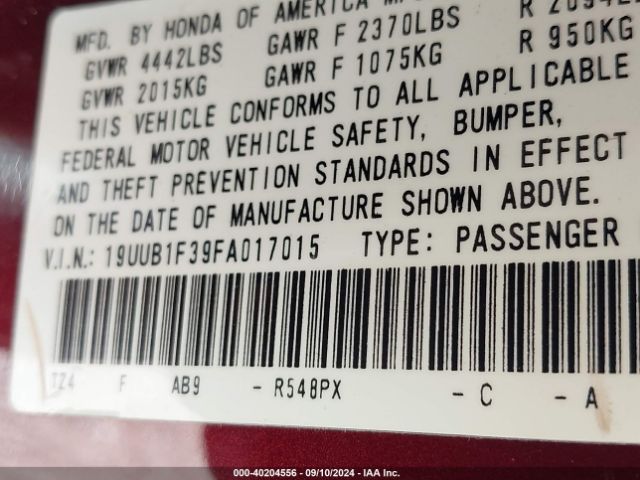 MFD. BY HONDA OF AMERICA
GVWR 4442LBS GAWR F 2370LBS R
GVWR 2015KG GAWR F 1075KG R 950KG
THIS VEHICLE CONFORMS TO ALL APPLICABLE
FEDERAL MOTOR VEHICLE SAFETY, BUMPER,
AND THEFT PREVENTION STANDARDS IN EFFECT
ON THE DATE OF MANUFACTURE SHOWN ABOVE.
V.I.N.: 19UUB1F39FA017015 TYPE: PASSENGER
TZ4 F AB9 - R548PX - C - A
000-40204556 - 09/10/2024 - IAA Inc.